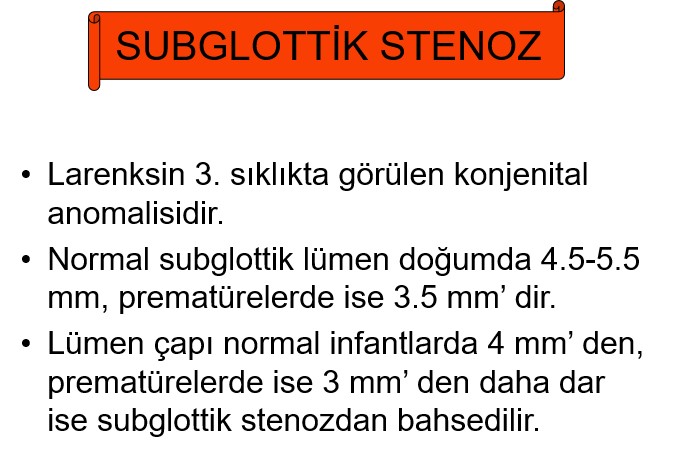 SUBGLOTTİK STENOZ
• Larenksin 3. sıklıkta görülen konjenital
anomalisidir.
• Normal subglottik lümen doğumda 4.5-5.5
mm, prematürelerde ise 3.5 mm’ dir.
• Lümen çapı normal infantlarda 4 mm’ den,
prematürelerde ise 3 mm’ den daha dar
ise subglottik stenozdan bahsedilir.